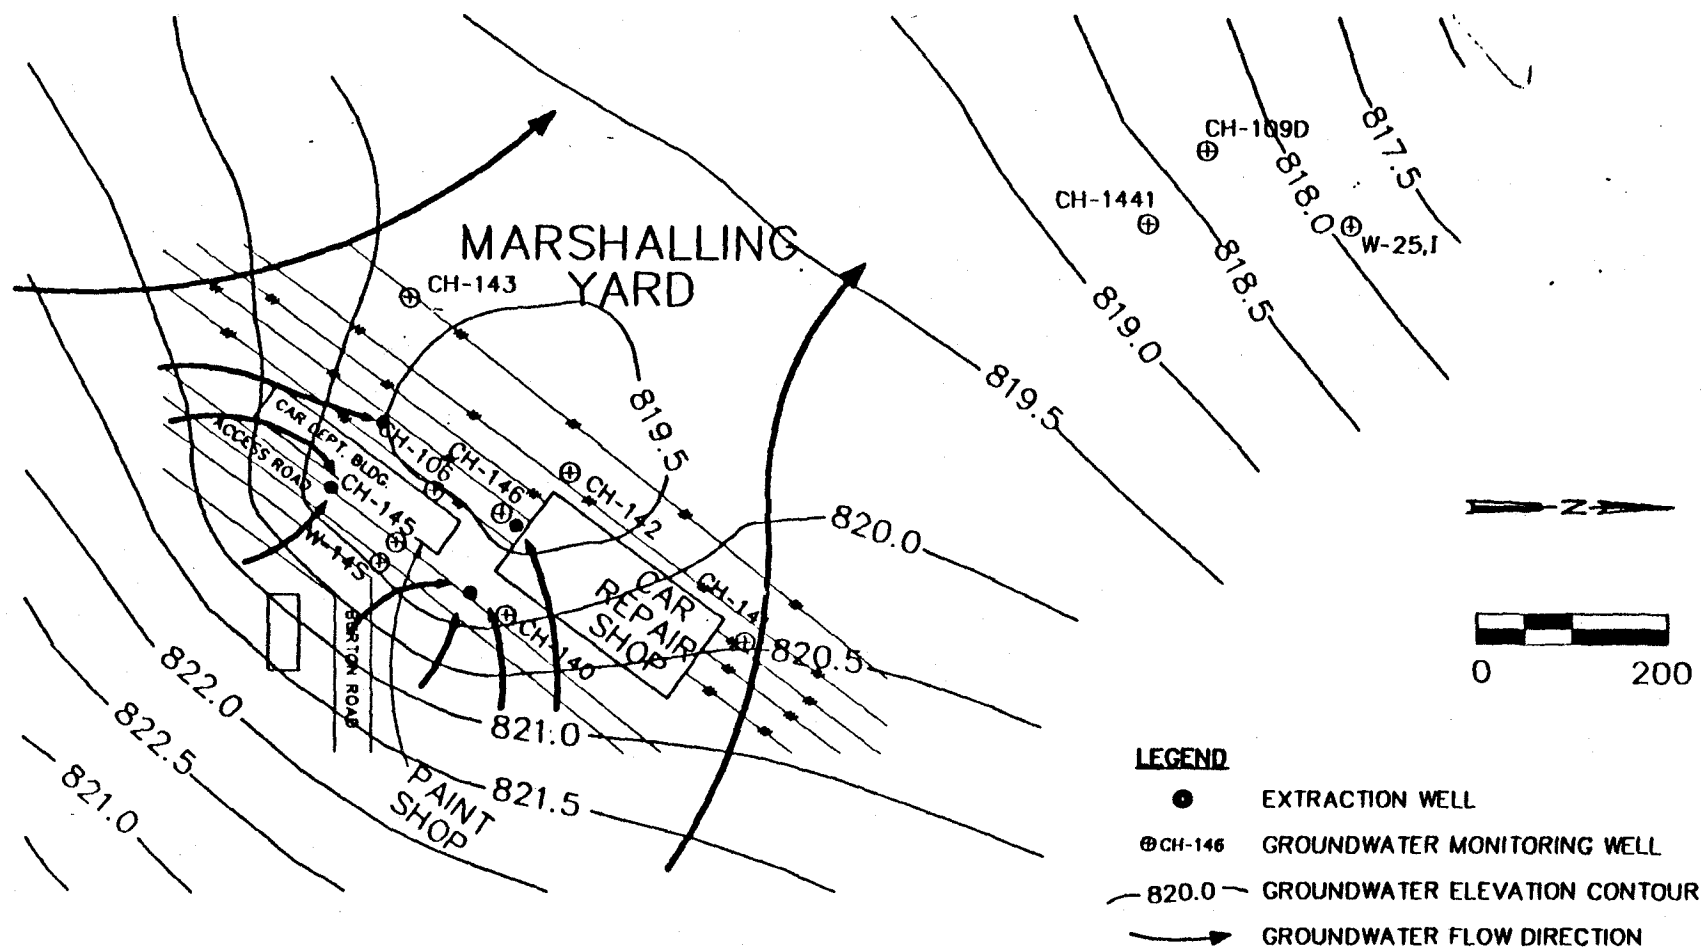 CH-109D
817.5
818.0
CH-1441
W-25,I
MARSHALLING
YARD
CH-143
818.5
819.0
819.5
819.5
CAR DEPT. BLDG.
ACCESS ROAD
CH-106
CH-146
CH-142
CH-145
W-14S
820.0
N
CAR
REPAIR
SHOP
CH-14
820.5
CH-140
BURTON ROAD
822.0
822.5
821.0
821.0
821.5
PAINT
SHOP
0 200
LEGEND
EXTRACTION WELL
CH-146 GROUNDWATER MONITORING WELL
820.0 GROUNDWATER ELEVATION CONTOUR
GROUNDWATER FLOW DIRECTION